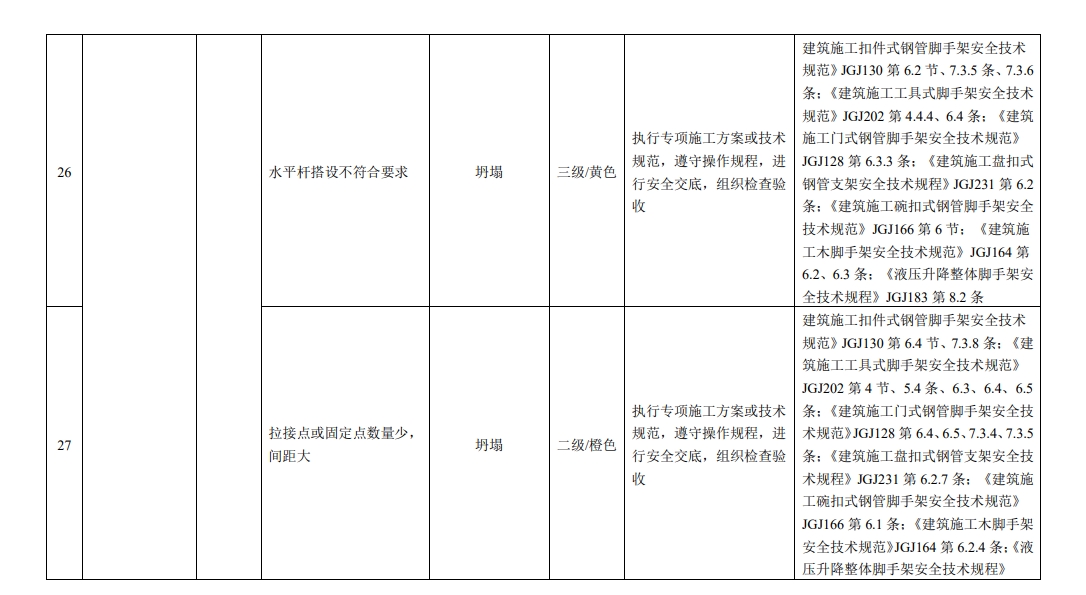 26
水平杆搭设不符合要求
坍塌
三级/黄色
执行专项施工方案或技术
规范，遵守操作规程，进
行安全交底，组织检查验
收
建筑施工扣件式钢管脚手架安全技术
规范》JGJ130 第 6.2 节、7.3.5 条、7.3.6
条；《建筑施工工具式脚手架安全技术
规范》JGJ202 第 4.4.4、6.4 条；《建筑
施工门式钢管脚手架安全技术规范》
JGJ128 第 6.3.3 条；《建筑施工盘扣式
钢管支架安全技术规程》JGJ231 第 6.2
条；《建筑施工碗扣式钢管脚手架安全
技术规范》JGJ166 第 6 节；《建筑施
工木脚手架安全技术规范》JGJ164 第
6.2、6.3 条；《液压升降整体脚手架安
全技术规程》JGJ183 第 8.2 条
27
拉接点或固定点数量少，
间距大
坍塌
二级/橙色
执行专项施工方案或技术
规范，遵守操作规程，进
行安全交底，组织检查验
收
建筑施工扣件式钢管脚手架安全技术
规范》JGJ130 第 6.4 节、7.3.8 条；《建
筑施工工具式脚手架安全技术规范》
JGJ202 第 4 节、5.4 条、6.3、6.4、6.5
条；《建筑施工门式钢管脚手架安全技
术规范》JGJ128 第 6.4、6.5、7.3.4、7.3.5
条；《建筑施工盘扣式钢管支架安全技
术规程》JGJ231 第 6.2.7 条；《建筑施
工碗扣式钢管脚手架安全技术规范》
JGJ166 第 6.1 条；《建筑施工木脚手架
安全技术规范》JGJ164 第 6.2.4 条；《液
压升降整体脚手架安全技术规程》